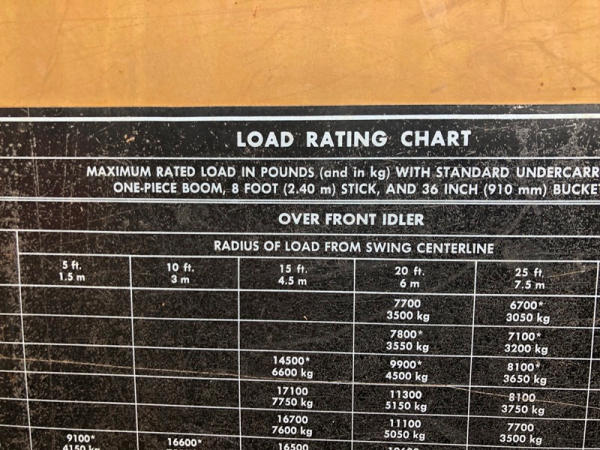 LOAD RATING CHART
MAXIMUM RATED LOAD IN POUNDS (and in kg) WITH STANDARD
ONE-PIECE BOOM, 8 FOOT (2.40 m) STICK, AND 36 INCH (910 mm)
OVER FRONT IDLER
RADIUS OF LOAD FROM SWING CENTERLINE
5 ft. 10 ft. 15 ft. 20 ft. 25 ft.
1.5 m 3 m 4.5 m 6 m 7.5 m
7700 6700*
3500 kg 3050 kg
7800* 7100*
3550 kg 3200 kg
14500* 9900* 8100*
6600 kg 4500 kg 3650 kg
17100 11300 8100
7750 kg 5150 kg 3750 kg
16700 11100 7700
7600 kg 5050 kg 3500 kg
9100* 16600* 16500
4150 kg